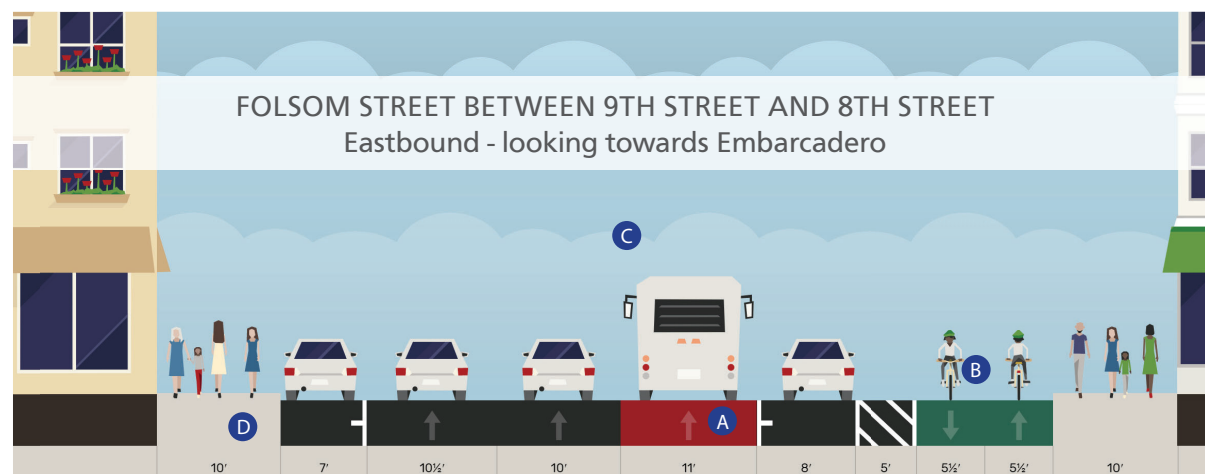 FOLSOM STREET BETWEEN 9TH STREET AND 8TH STREET
Eastbound - looking towards Embarcadero
C
B
D
A
10' 7' 10½' 10' 11' 8' 5' 5½' 5½' 10'